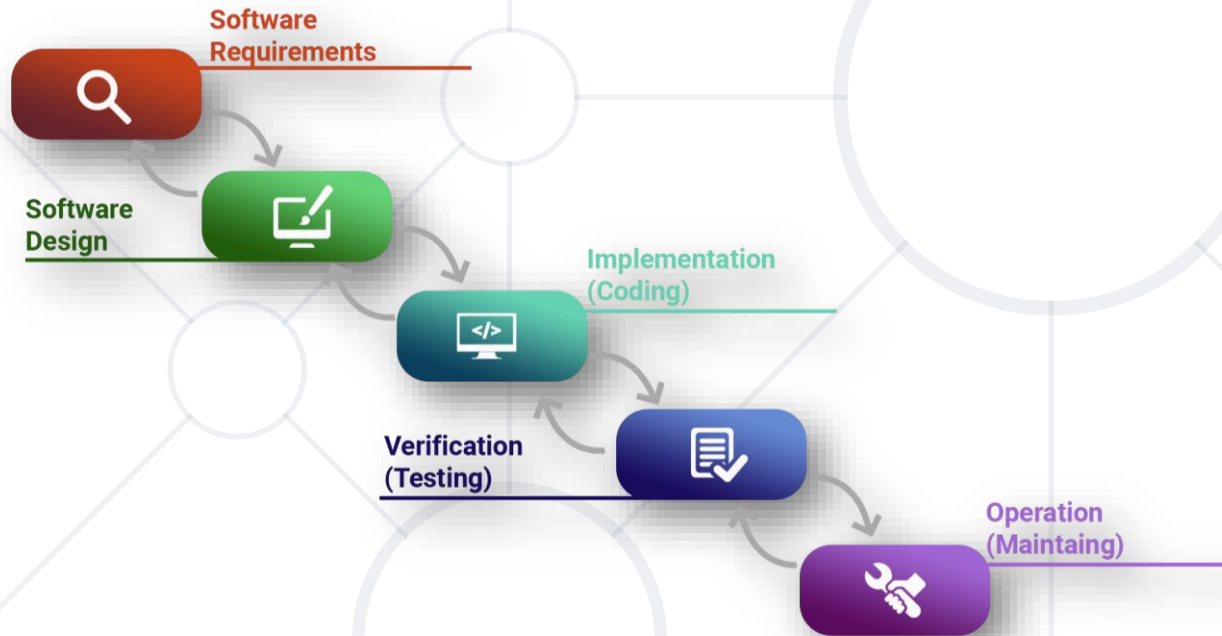 Software
Requirements
Software
Design
Implementation
(Coding)
</>
Verification
(Testing)
Operation
(Maintaing)